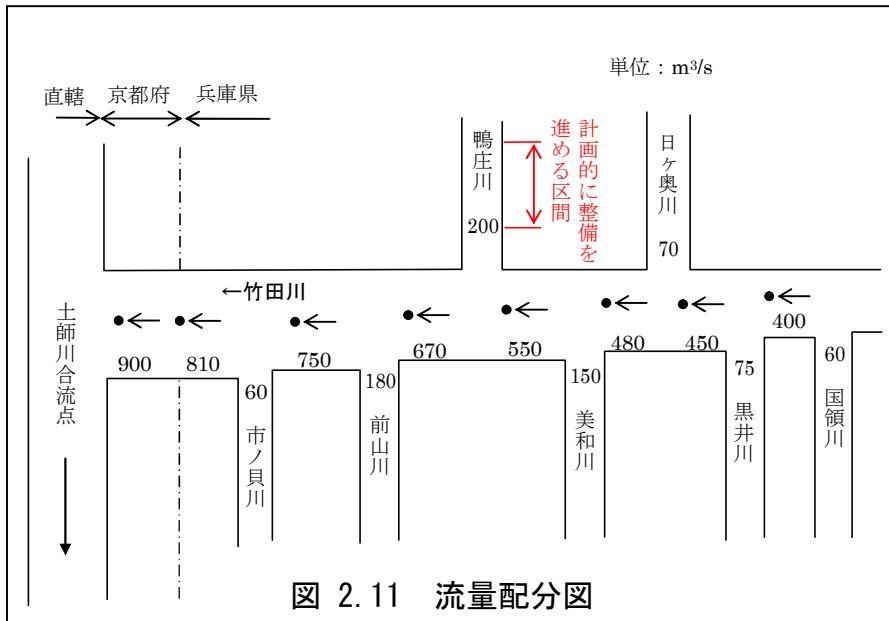 単位：m³/s
直轄
京都府
兵庫県
鴨庄川
200
計画的に整備を
進める区間
日ヶ奥川
70
←竹田川
土師川合流点
900
810
750
670
550
480
450
400
60
市ノ貝川
180
前山川
150
美和川
75
黒井川
60
国領川
図 2.11 流量配分図